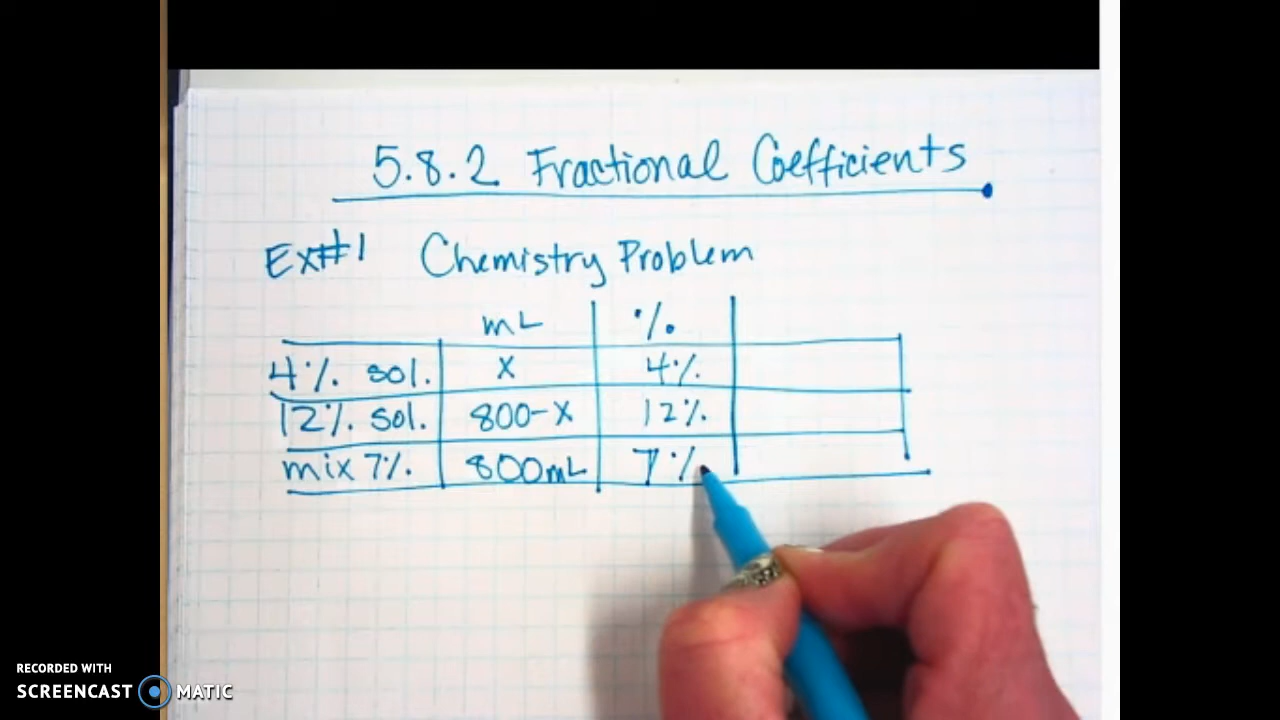 5.8.2 Fractional Coefficients
Ex#1 Chemistry Problem
mL %
4% sol. x 4%
12% sol. 800-x 12%
mix 7% 800mL 7%
RECORDED WITH
SCREENCAST MATIC